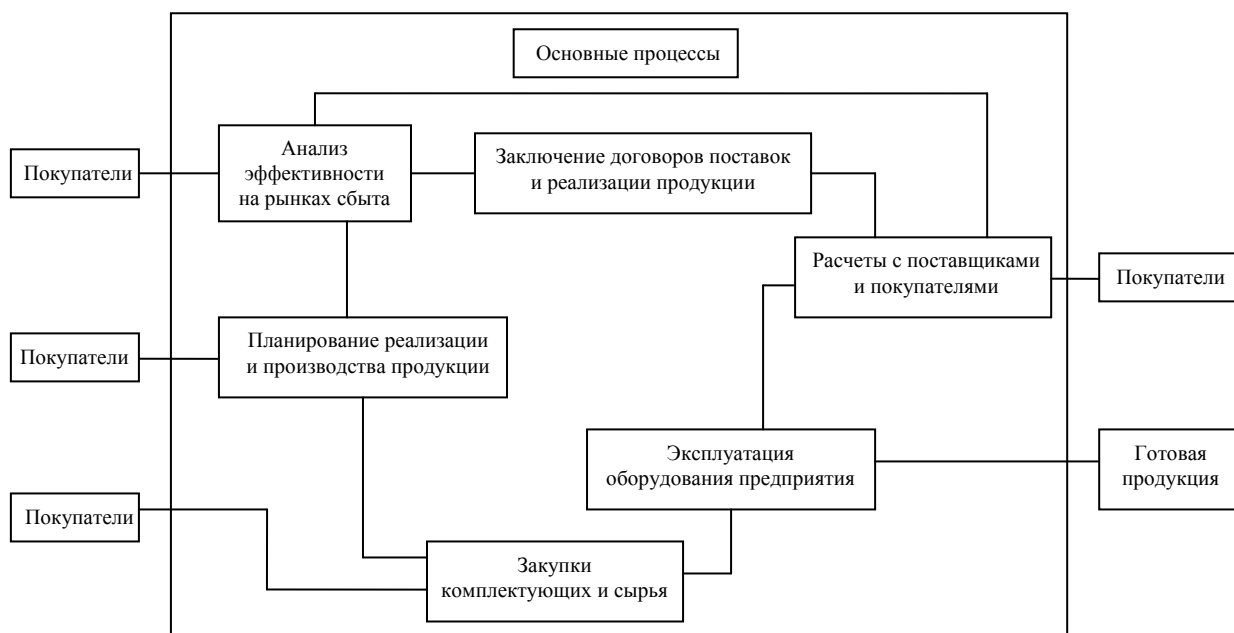 Основные процессы
Покупатели
Анализ
эффективности
на рынках сбыта
Заключение договоров поставок
и реализации продукции
Расчеты с поставщиками
и покупателями
Покупатели
Покупатели
Планирование реализации
и производства продукции
Эксплуатация
оборудования предприятия
Готовая
продукция
Покупатели
Закупки
комплектующих и сырья